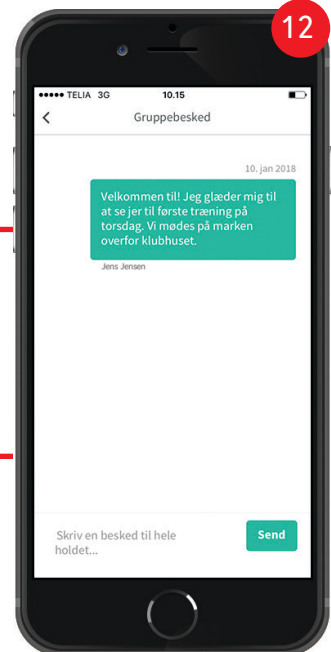 12
TELIA 3G 10.15
Gruppebesked
10. jan 2018
Velkommen til! Jeg glæder mig til
at se jer til første træning på
torsdag. Vi mødes på marken
overfor klubhuset.
Jens Jensen
Skriv en besked til hele
holdet...
Send